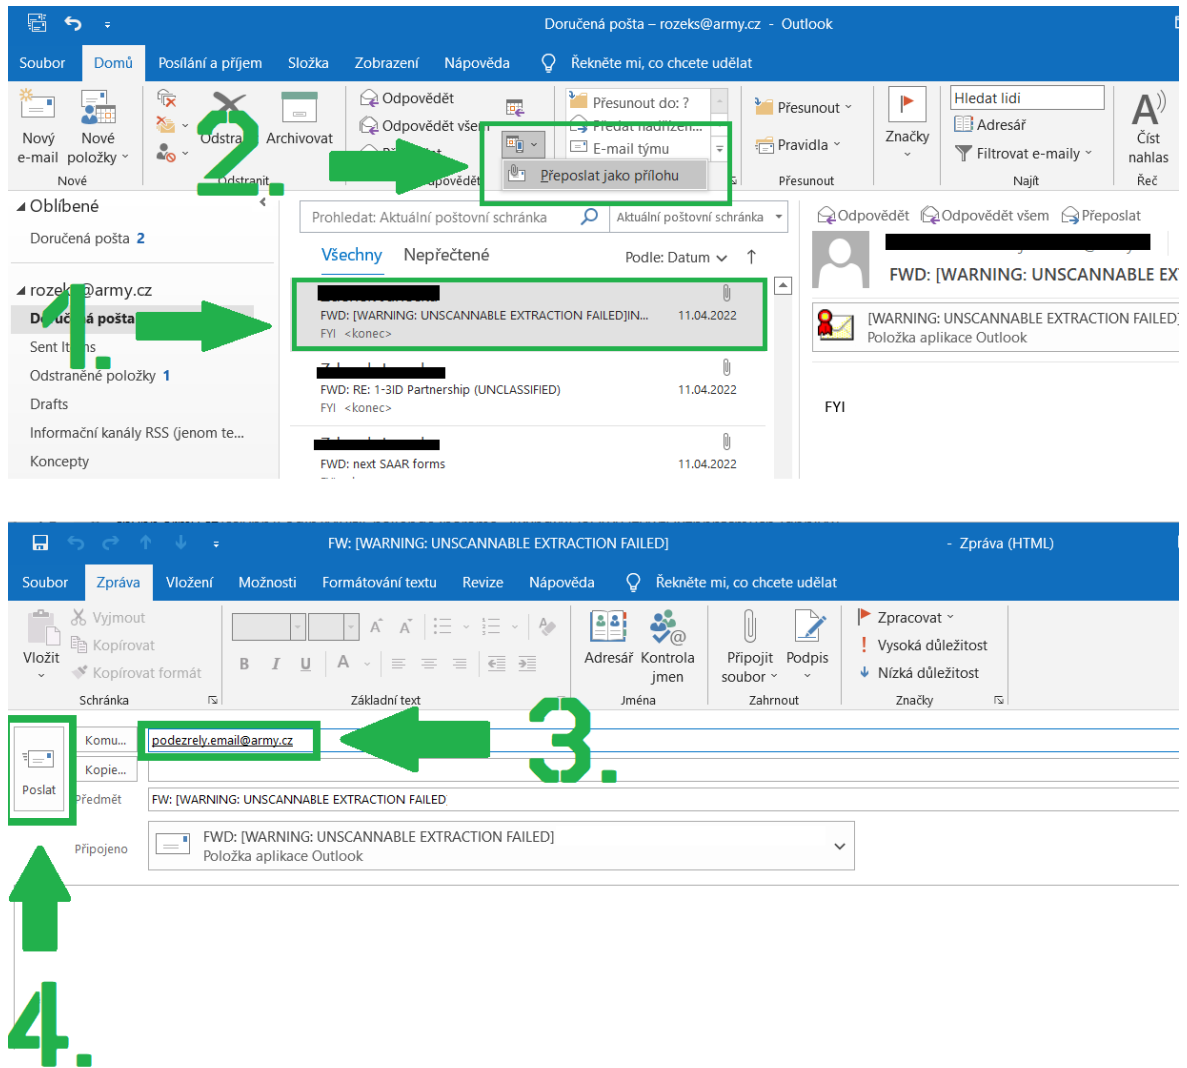 Doručená pošta – rozeks@army.cz - Outlook
Soubor Domů Posílání a příjem Složka Zobrazení Nápověda Řekněte mi, co chcete udělat
Nový e-mail
Nové položky
Nové
Odstranit
Archivovat
Odpovědět
Odpovědět všem
2.
Přeposlat jako přílohu
Přesunout do: ?
Předat nadřízen...
E-mail týmu
Přesunout
Pravidla
Přesunout
Značky
Hledat lidi
Adresář
Filtrovat e-maily
Najít
Číst nahlas
Řeč
Oblíbené
Doručená pošta 2
rozeks@army.cz
1.
Doručená pošta
Sent Items
Odstraněné položky 1
Drafts
Informační kanály RSS (jenom te...
Koncepty
Prohledat: Aktuální poštovní schránka Aktuální poštovní schránka
Všechny Nepřečtené Podle: Datum
FWD: [WARNING: UNSCANNABLE EXTRACTION FAILED]IN... 11.04.2022
FYI <konec>
FWD: RE: 1-3ID Partnership (UNCLASSIFIED) 11.04.2022
FYI <konec>
FWD: next SAAR forms 11.04.2022
Odpovědět Odpovědět všem Přeposlat
FWD: [WARNING: UNSCANNABLE EX
[WARNING: UNSCANNABLE EXTRACTION FAILED]
Položka aplikace Outlook
FYI
FW: [WARNING: UNSCANNABLE EXTRACTION FAILED] - Zpráva (HTML)
Soubor Zpráva Vložení Možnosti Formátování textu Revize Nápověda Řekněte mi, co chcete udělat
Vložit
Vyjmout
Kopírovat
Kopírovat formát
Schránka
B I U A
Základní text
Adresář
Kontrola jmen
Jména
Připojit soubor
Podpis
Zahrnout
Zpracovat
Vysoká důležitost
Nízká důležitost
Značky
3.
Poslat
Komu... podezrely.email@army.cz
Kopie...
Předmět FW: [WARNING: UNSCANNABLE EXTRACTION FAILED
Připojeno FWD: [WARNING: UNSCANNABLE EXTRACTION FAILED]
Položka aplikace Outlook
4.